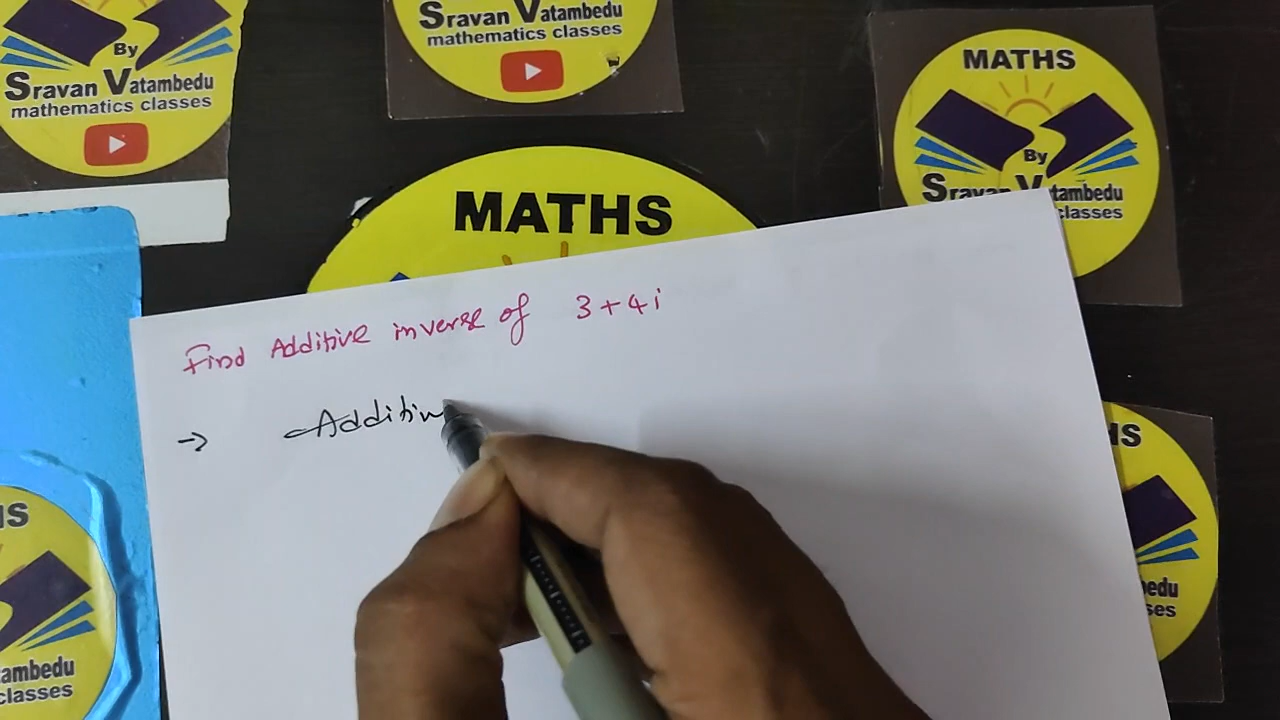 By
Sravan Vatambedu
mathematics classes
Sravan Vatambedu
mathematics classes
MATHS
By
Sravan Vatambedu
classes
MATHS
Find Additive inverse of 3+4i
→ Additiv